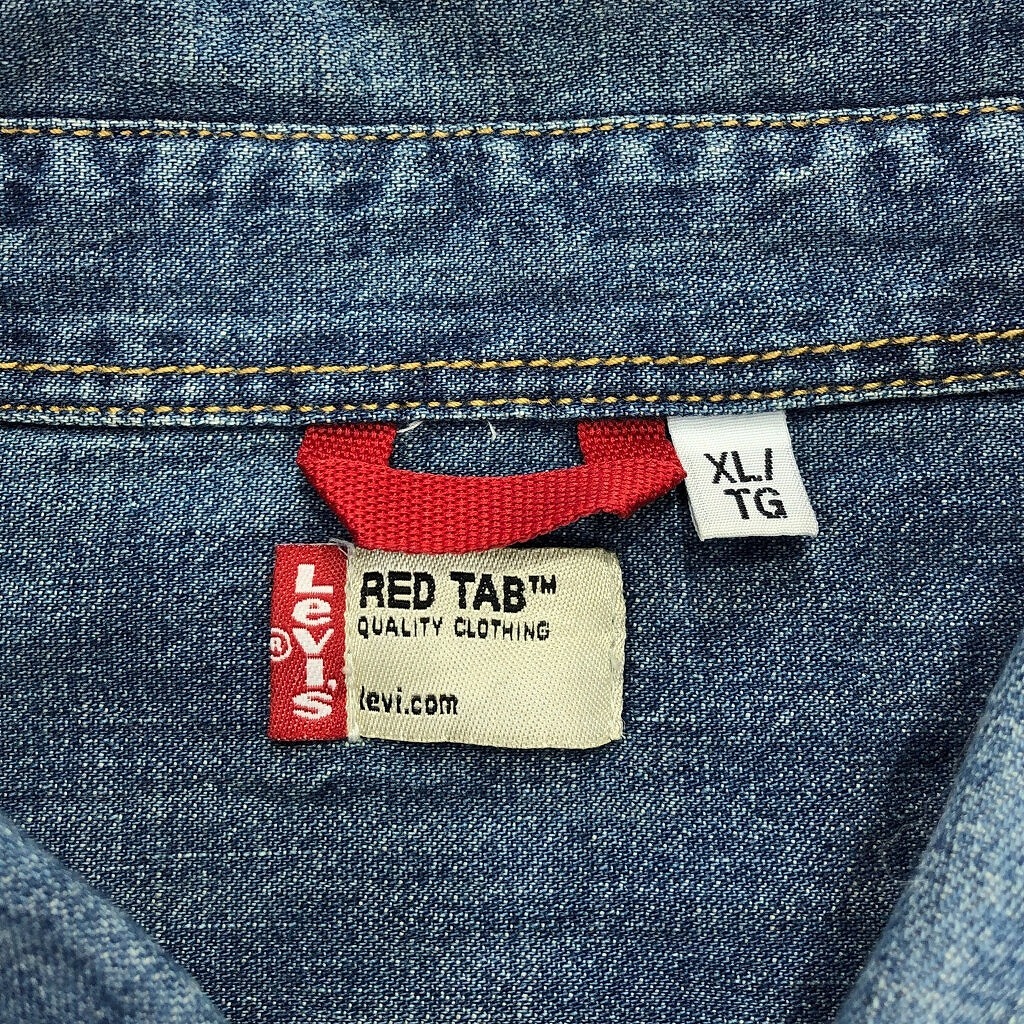 XL/
TG
RED TAB™
QUALITY CLOTHING
levi.com
Levi's
®